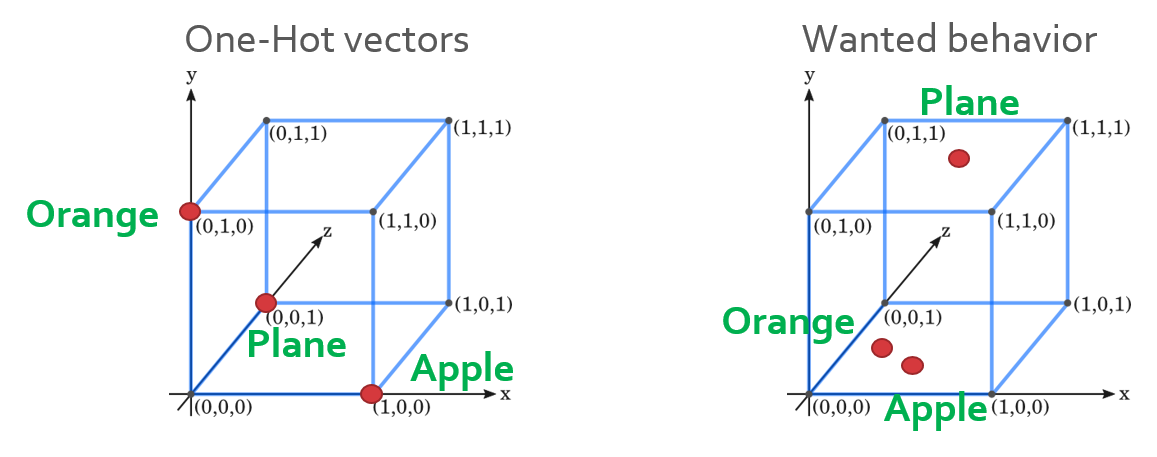 One-Hot vectors
y
(0,1,1)
(1,1,1)
Orange
(0,1,0)
(1,1,0)
z
(0,0,1)
(1,0,1)
Plane
Apple
(0,0,0)
(1,0,0)
x
Wanted behavior
y
Plane
(0,1,1)
(1,1,1)
(0,1,0)
(1,1,0)
z
(0,0,1)
(1,0,1)
Orange
(0,0,0)
Apple
(1,0,0)
x